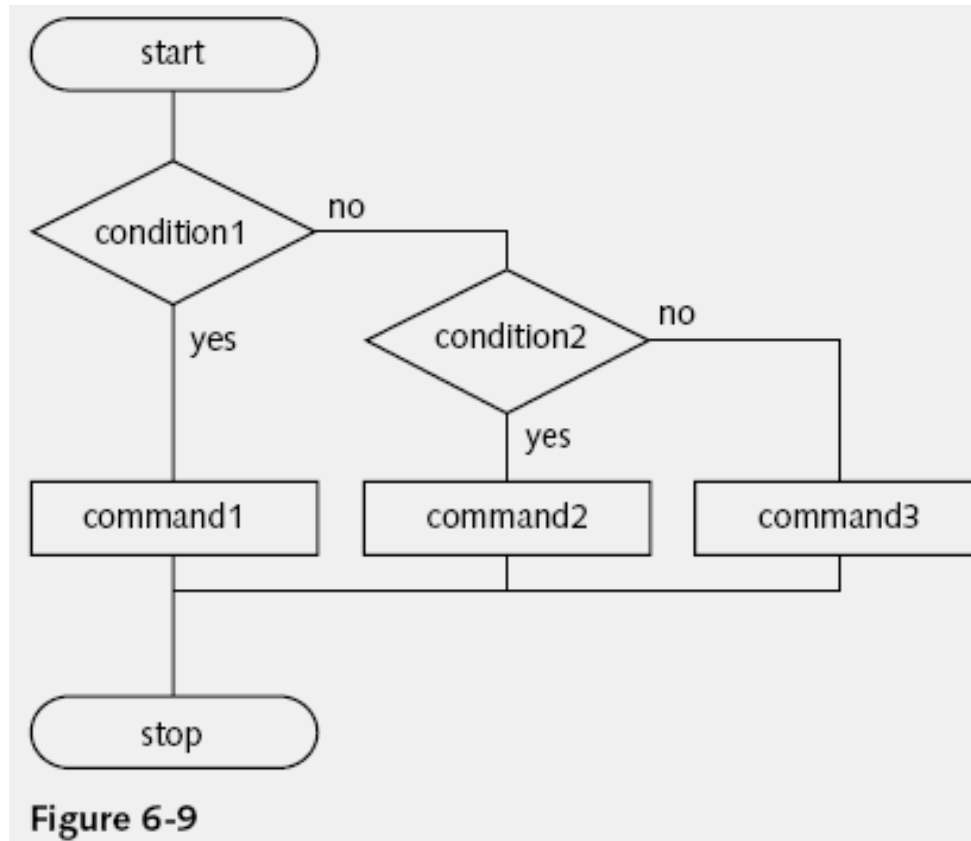 start
condition1
no
yes
condition2
no
yes
command1
command2
command3
stop
Figure 6-9